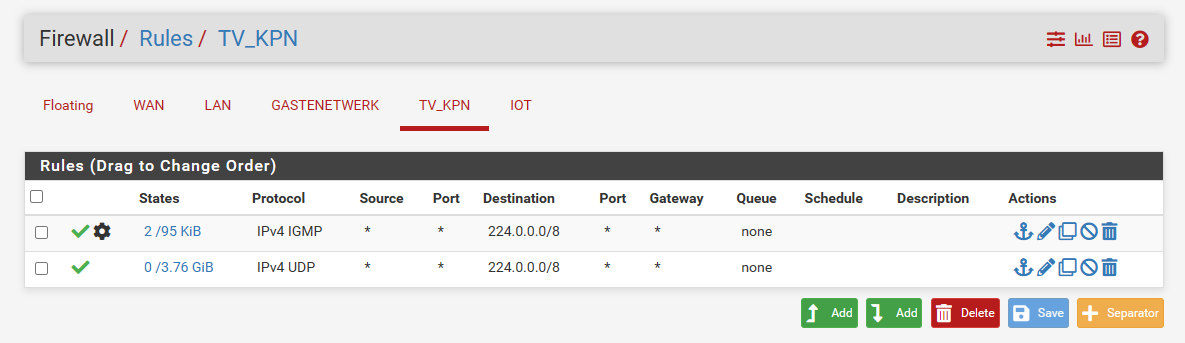 Firewall / Rules / TV_KPN
Floating WAN LAN GASTENETWERK TV_KPN IOT
Rules (Drag to Change Order)
States Protocol Source Port Destination Port Gateway Queue Schedule Description Actions
2 /95 KiB IPv4 IGMP * * 224.0.0.0/8 * * none
0 /3.76 GiB IPv4 UDP * * 224.0.0.0/8 * * none
Add Add Delete Save Separator